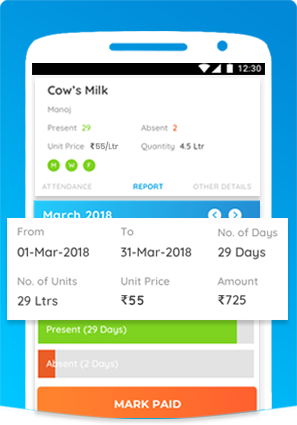 12:30
Cow's Milk
Manoj
Present 29 Absent 2
Unit Price ₹55/Ltr Quantity 4.5 Ltr
M W F
ATTENDANCE REPORT OTHER DETAILS
March 2018
From To No. of Days
01-Mar-2018 31-Mar-2018 29 Days
No. of Units Unit Price Amount
29 Ltrs ₹55 ₹725
Present (29 Days)
Absent (2 Days)
MARK PAID